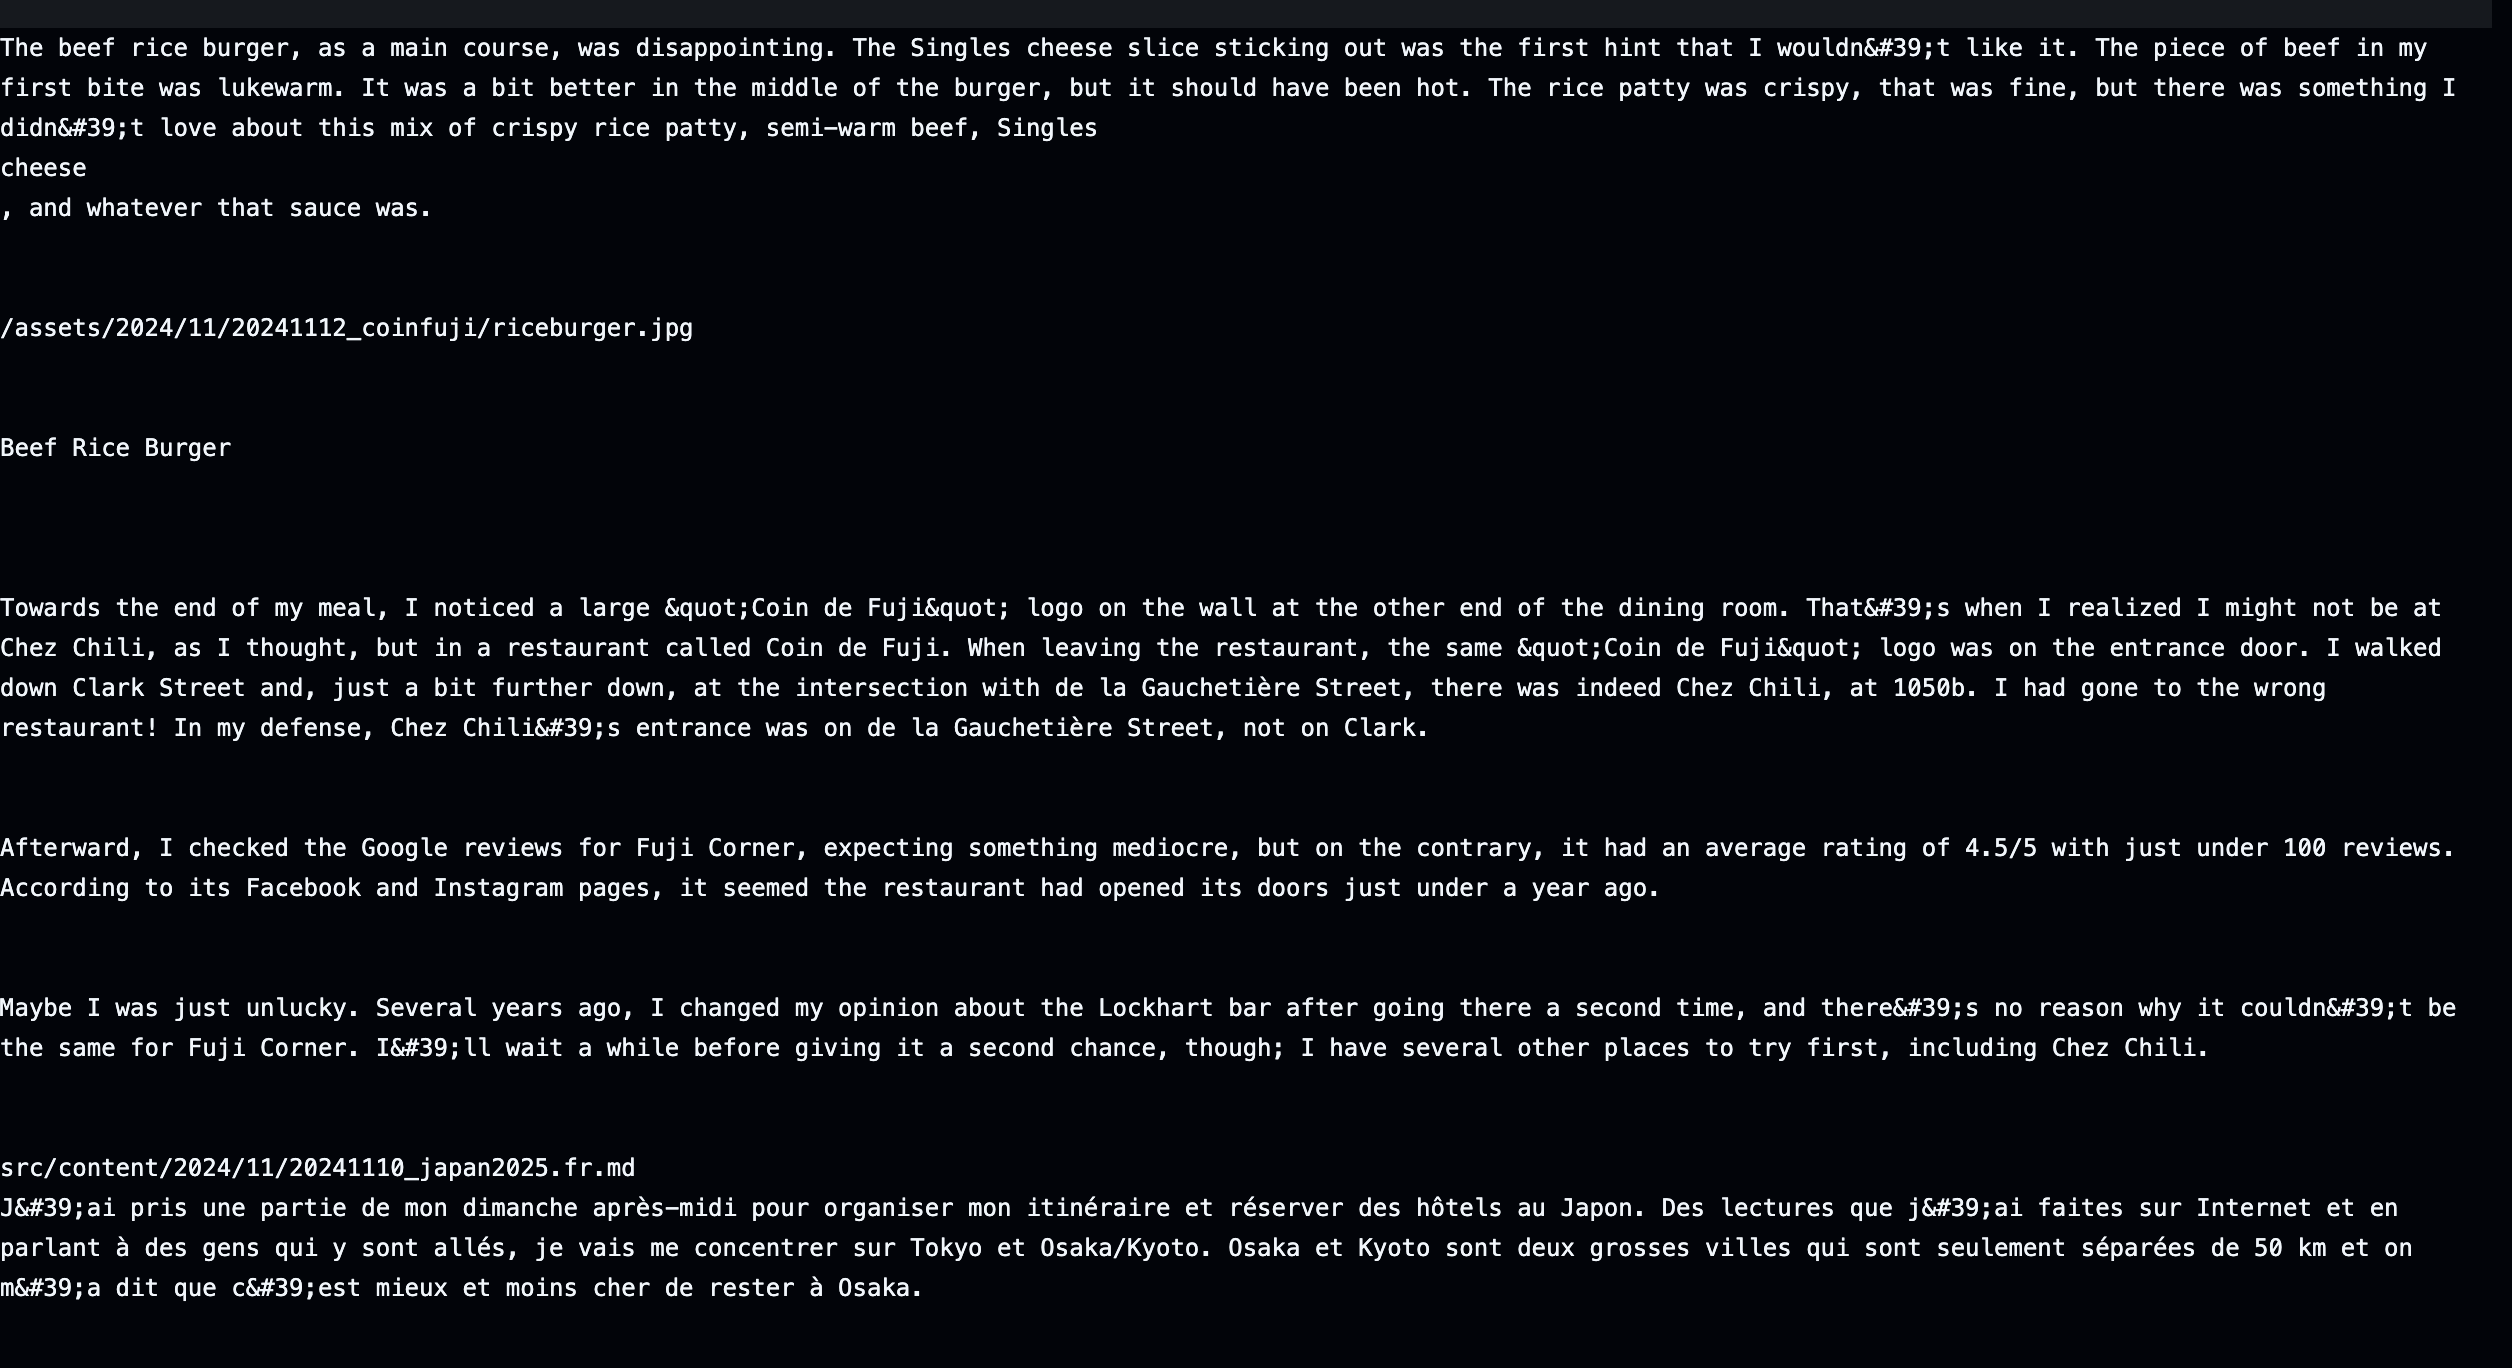 The beef rice burger, as a main course, was disappointing. The Singles cheese slice sticking out was the first hint that I wouldn&#39;t like it. The piece of beef in my
first bite was lukewarm. It was a bit better in the middle of the burger, but it should have been hot. The rice patty was crispy, that was fine, but there was something I
didn&#39;t love about this mix of crispy rice patty, semi-warm beef, Singles
cheese
, and whatever that sauce was.
/assets/2024/11/20241112_coinfuji/riceburger.jpg
Beef Rice Burger
Towards the end of my meal, I noticed a large &quot;Coin de Fuji&quot; logo on the wall at the other end of the dining room. That&#39;s when I realized I might not be at
Chez Chili, as I thought, but in a restaurant called Coin de Fuji. When leaving the restaurant, the same &quot;Coin de Fuji&quot; logo was on the entrance door. I walked
down Clark Street and, just a bit further down, at the intersection with de la Gauchetière Street, there was indeed Chez Chili, at 1050b. I had gone to the wrong
restaurant! In my defense, Chez Chili&#39;s entrance was on de la Gauchetière Street, not on Clark.
Afterward, I checked the Google reviews for Fuji Corner, expecting something mediocre, but on the contrary, it had an average rating of 4.5/5 with just under 100 reviews.
According to its Facebook and Instagram pages, it seemed the restaurant had opened its doors just under a year ago.
Maybe I was just unlucky. Several years ago, I changed my opinion about the Lockhart bar after going there a second time, and there&#39;s no reason why it couldn&#39;t be
the same for Fuji Corner. I&#39;ll wait a while before giving it a second chance, though; I have several other places to try first, including Chez Chili.
src/content/2024/11/20241110_japan2025.fr.md
J&#39;ai pris une partie de mon dimanche après-midi pour organiser mon itinéraire et réserver des hôtels au Japon. Des lectures que j&#39;ai faites sur Internet et en
parlant à des gens qui y sont allés, je vais me concentrer sur Tokyo et Osaka/Kyoto. Osaka et Kyoto sont deux grosses villes qui sont seulement séparées de 50 km et on
m&#39;a dit que c&#39;est mieux et moins cher de rester à Osaka.